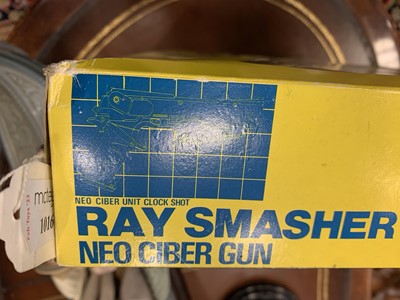 NEO CIBER UNIT CLOCK SHOT
RAY SMASHER
NEO CIBER GUN